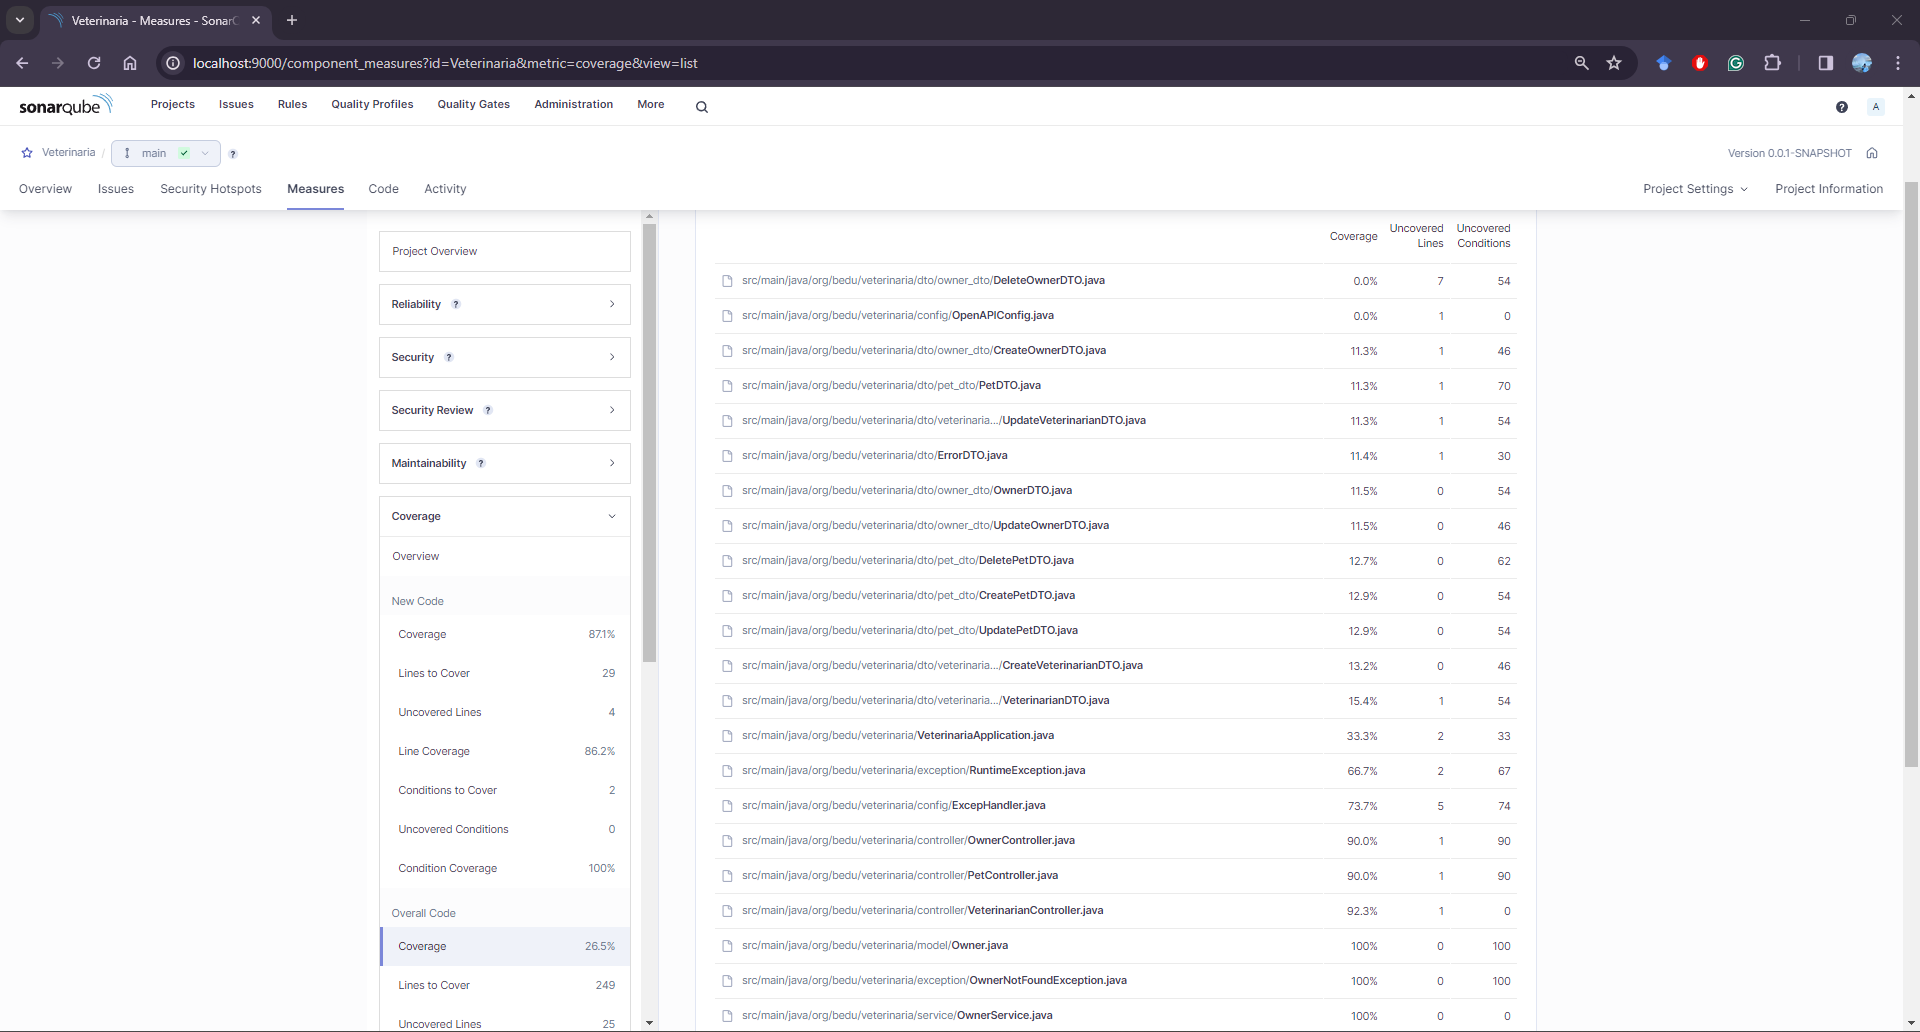 Veterinaria - Measures - SonarQ
localhost:9000/component_measures?id=Veterinaria&metric=coverage&view=list
sonarqube Projects Issues Rules Quality Profiles Quality Gates Administration More ? A
Veterinaria / main ? Version 0.0.1-SNAPSHOT
Overview Issues Security Hotspots Measures Code Activity Project Settings Project Information
Project Overview
Reliability ?
Security ?
Security Review ?
Maintainability ?
Coverage
Overview
New Code
Coverage 87.1%
Lines to Cover 29
Uncovered Lines 4
Line Coverage 86.2%
Conditions to Cover 2
Uncovered Conditions 0
Condition Coverage 100%
Overall Code
Coverage 26.5%
Lines to Cover 249
Uncovered Lines 25
Coverage Uncovered Lines Uncovered Conditions
src/main/java/org/bedu/veterinaria/dto/owner_dto/DeleteOwnerDTO.java 0.0% 7 54
src/main/java/org/bedu/veterinaria/config/OpenAPIConfig.java 0.0% 1 0
src/main/java/org/bedu/veterinaria/dto/owner_dto/CreateOwnerDTO.java 11.3% 1 46
src/main/java/org/bedu/veterinaria/dto/pet_dto/PetDTO.java 11.3% 1 70
src/main/java/org/bedu/veterinaria/dto/veterinaria.../UpdateVeterinarianDTO.java 11.3% 1 54
src/main/java/org/bedu/veterinaria/dto/ErrorDTO.java 11.4% 1 30
src/main/java/org/bedu/veterinaria/dto/owner_dto/OwnerDTO.java 11.5% 0 54
src/main/java/org/bedu/veterinaria/dto/owner_dto/UpdateOwnerDTO.java 11.5% 0 46
src/main/java/org/bedu/veterinaria/dto/pet_dto/DeletePetDTO.java 12.7% 0 62
src/main/java/org/bedu/veterinaria/dto/pet_dto/CreatePetDTO.java 12.9% 0 54
src/main/java/org/bedu/veterinaria/dto/pet_dto/UpdatePetDTO.java 12.9% 0 54
src/main/java/org/bedu/veterinaria/dto/veterinaria.../CreateVeterinarianDTO.java 13.2% 0 46
src/main/java/org/bedu/veterinaria/dto/veterinaria.../VeterinarianDTO.java 15.4% 1 54
src/main/java/org/bedu/veterinaria/VeterinariaApplication.java 33.3% 2 33
src/main/java/org/bedu/veterinaria/exception/RuntimeException.java 66.7% 2 67
src/main/java/org/bedu/veterinaria/config/ExcepHandler.java 73.7% 5 74
src/main/java/org/bedu/veterinaria/controller/OwnerController.java 90.0% 1 90
src/main/java/org/bedu/veterinaria/controller/PetController.java 90.0% 1 90
src/main/java/org/bedu/veterinaria/controller/VeterinarianController.java 92.3% 1 0
src/main/java/org/bedu/veterinaria/model/Owner.java 100% 0 100
src/main/java/org/bedu/veterinaria/exception/OwnerNotFoundException.java 100% 0 100
src/main/java/org/bedu/veterinaria/service/OwnerService.java 100% 0 0